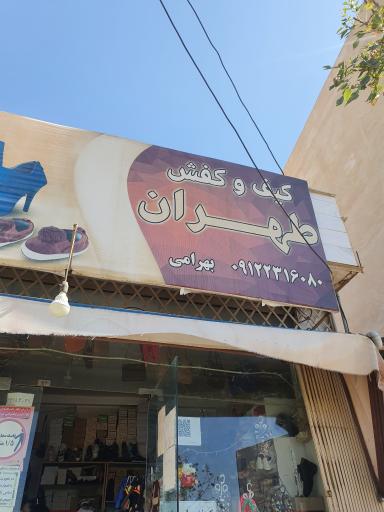 کیف و کفش
طهران
۰۹۱۲۲۳۱۶۰۸۰ بهرامی